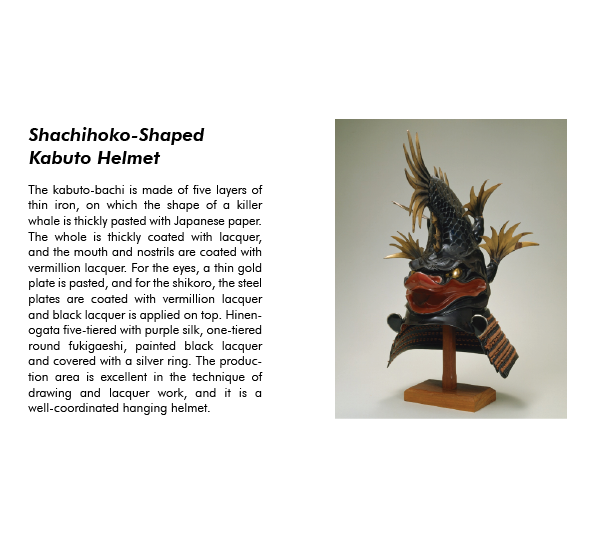 Shachihoko-Shaped
Kabuto Helmet
The kabuto-bachi is made of five layers of
thin iron, on which the shape of a killer
whale is thickly pasted with Japanese paper.
The whole is thickly coated with lacquer,
and the mouth and nostrils are coated with
vermillion lacquer. For the eyes, a thin gold
plate is pasted, and for the shikoro, the steel
plates are coated with vermillion lacquer
and black lacquer is applied on top. Hinen-
ogata five-tiered with purple silk, one-tiered
round fukigaeshi, painted black lacquer
and covered with a silver ring. The produc-
tion area is excellent in the technique of
drawing and lacquer work, and it is a
well-coordinated hanging helmet.